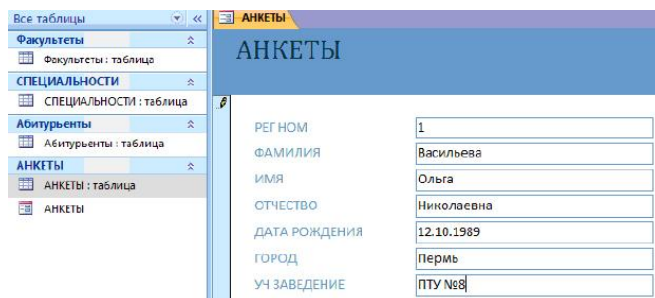 Все таблицы
Факультеты
Факультеты : таблица
СПЕЦИАЛЬНОСТИ
СПЕЦИАЛЬНОСТИ : таблица
Абитурьенты
Абитурьенты : таблица
АНКЕТЫ
АНКЕТЫ : таблица
АНКЕТЫ
АНКЕТЫ
АНКЕТЫ
РЕГ НОМ 1
ФАМИЛИЯ Васильева
ИМЯ Ольга
ОТЧЕСТВО Николаевна
ДАТА РОЖДЕНИЯ 12.10.1989
ГОРОД Пермь
УЧ ЗАВЕДЕНИЕ ПТУ №8